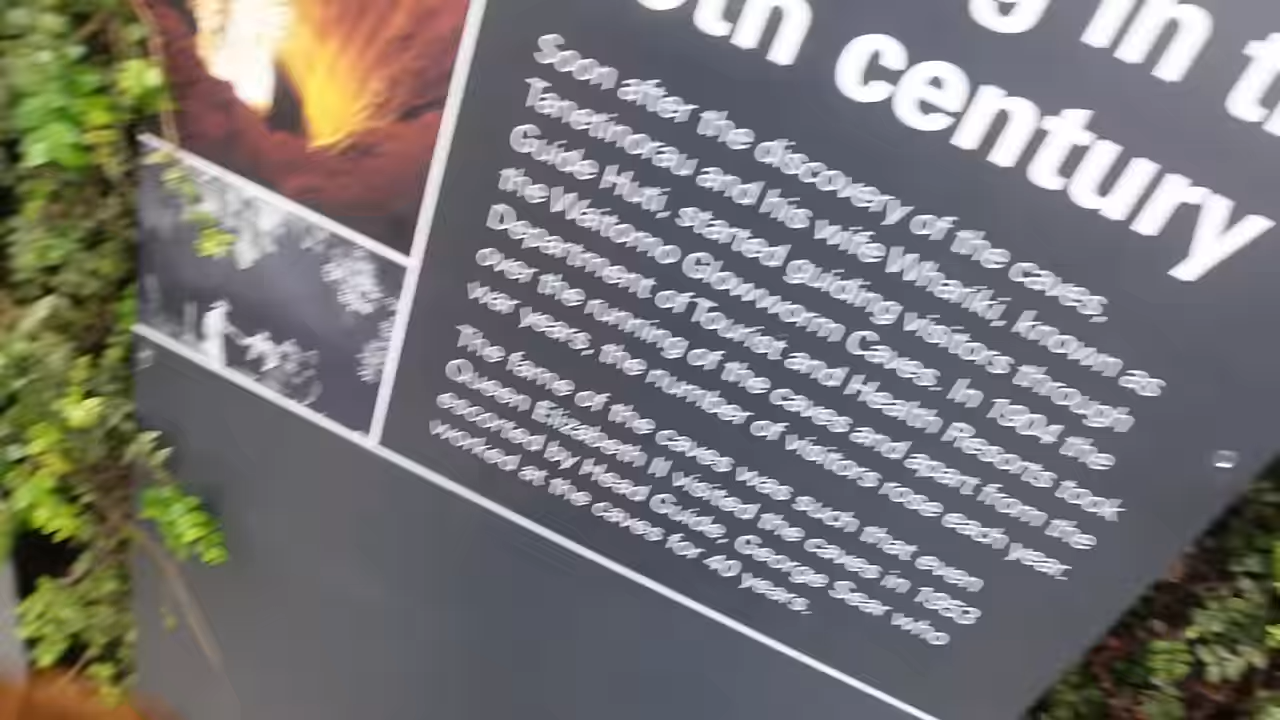 g in t
th century
Soon after the discovery of the caves,
Tanetinorau and his wife Whariki, known as
Guide Huti, started guiding visitors through
the Waitomo Glowworm Caves. In 1904 the
Department of Tourist and Health Resorts took
over the running of the caves and apart from the
war years, the number of visitors rose each year.
The fame of the caves was such that even
Queen Elizabeth II visited the caves in 1953
escorted by Head Guide, George Sear who
worked at the caves for 40 years.